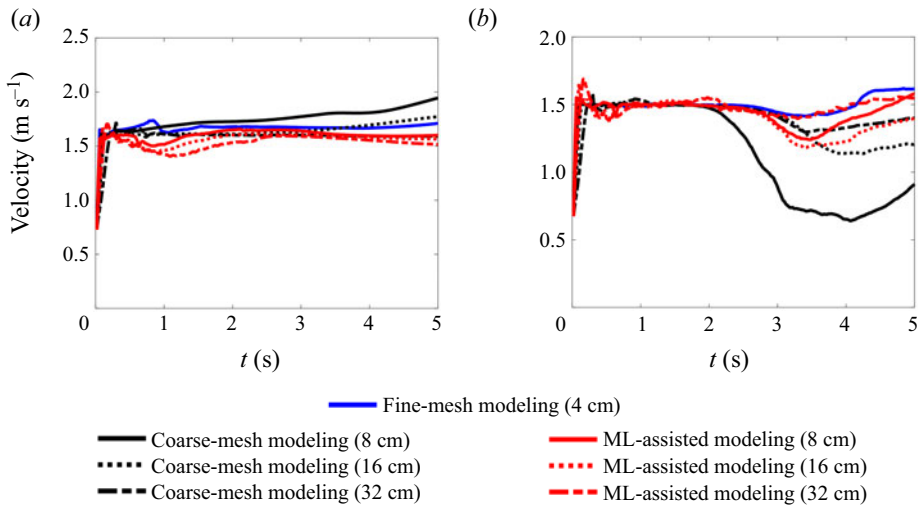 (a)
(b)
2.5
2.0
1.5
1.0
0.5
0
1
2
3
4
5
Velocity (m s⁻¹)
t (s)
2.0
1.5
1.0
0.5
0
1
2
3
4
5
t (s)
Fine-mesh modeling (4 cm)
Coarse-mesh modeling (8 cm)
Coarse-mesh modeling (16 cm)
Coarse-mesh modeling (32 cm)
ML-assisted modeling (8 cm)
ML-assisted modeling (16 cm)
ML-assisted modeling (32 cm)